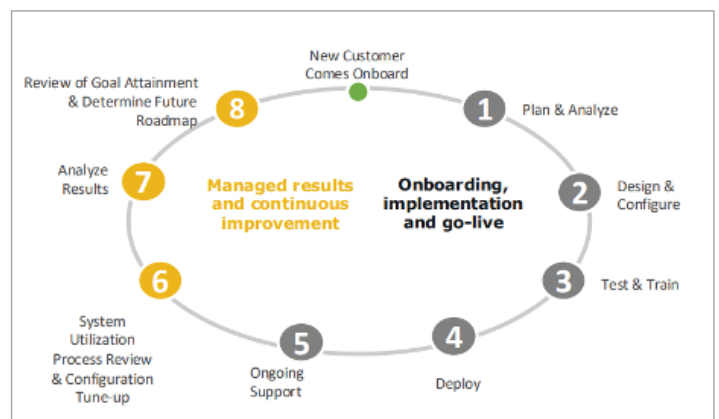 New Customer
Comes Onboard
1
Plan & Analyze
2
Design &
Configure
3
Test & Train
4
Deploy
5
Ongoing
Support
6
System
Utilization
Process Review
& Configuration
Tune-up
7
Analyze
Results
8
Review of Goal Attainment
& Determine Future
Roadmap
Managed results
and continuous
improvement
Onboarding,
implementation
and go-live